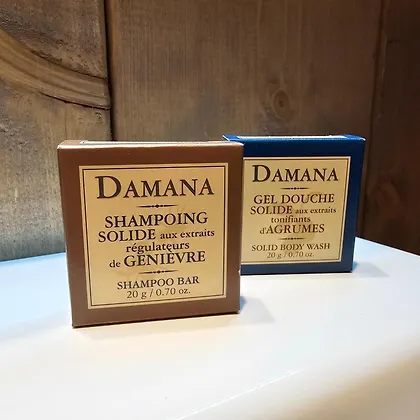 DAMANA
SHAMPOING
SOLIDE aux extraits
régulateurs
de GENIÈVRE
SHAMPOO BAR
20 g / 0.70 oz.
DAMANA
GEL DOUCHE
SOLIDE aux extraits
tonifiants
d'AGRUMES
SOLID BODY WASH
20 g / 0.70 oz.